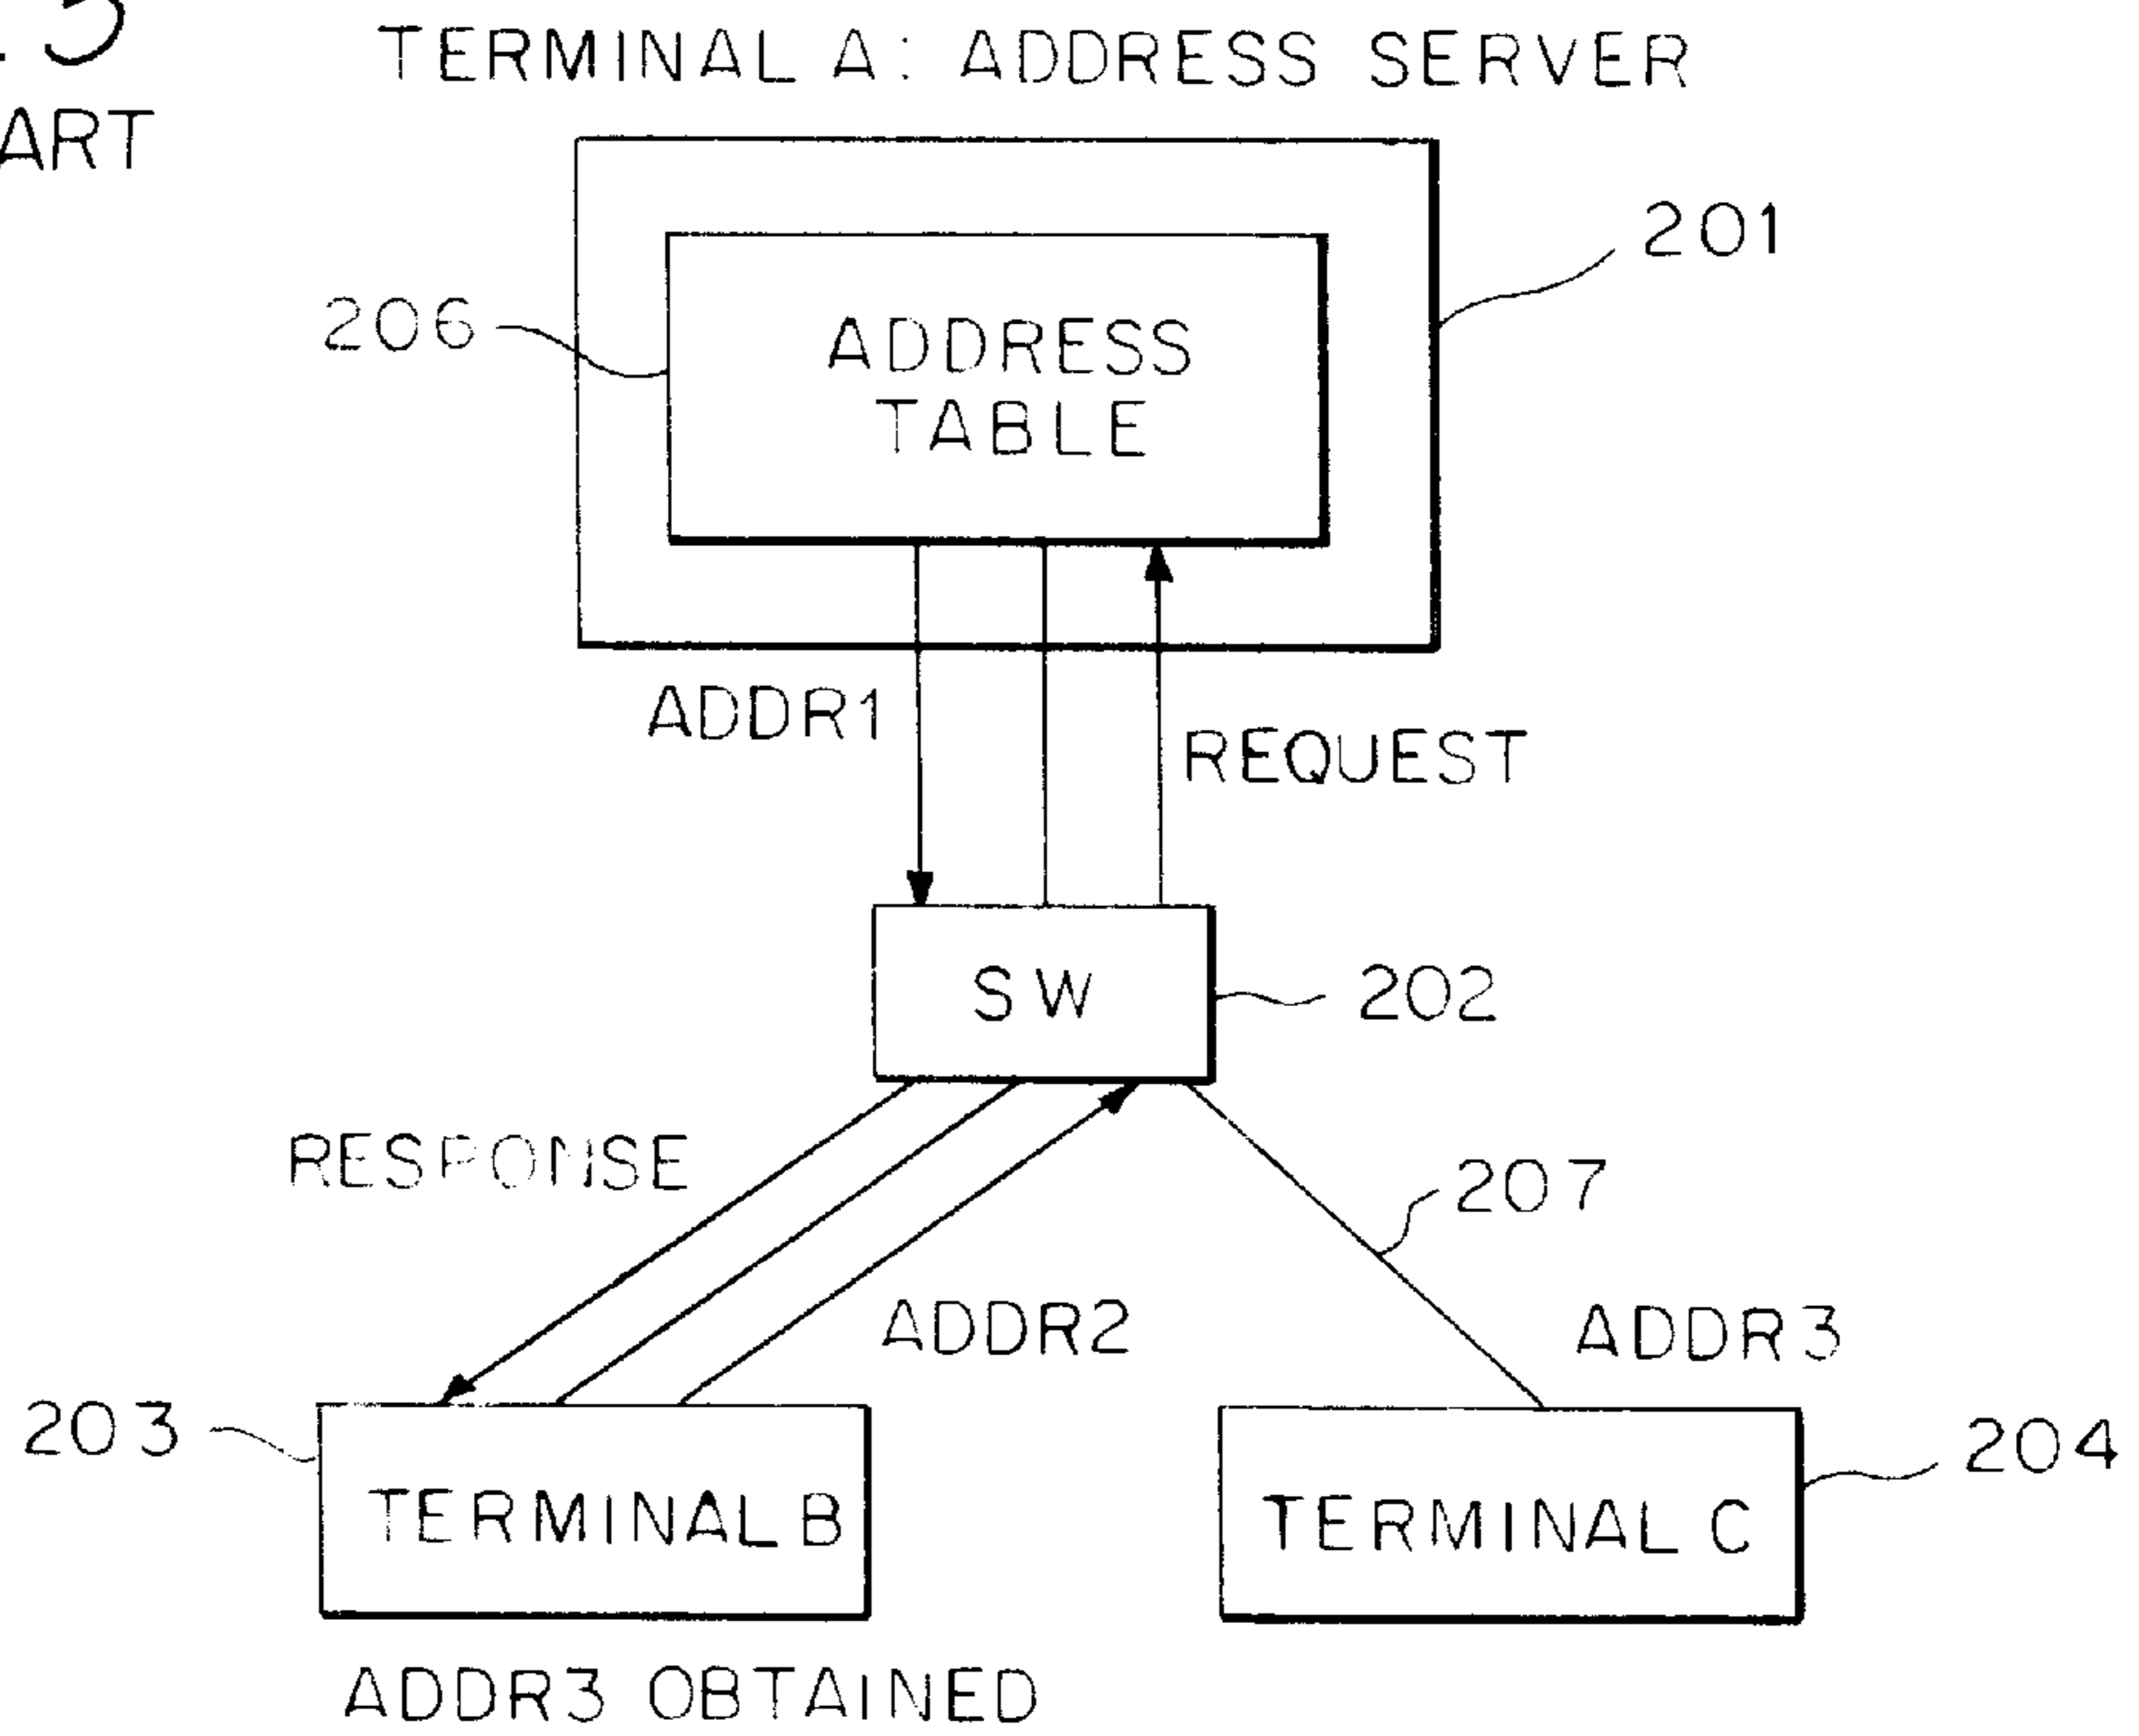 . 5
ART
TERMINAL A: ADDRESS SERVER
201
206
ADDRESS
TABLE
ADDR1
REQUEST
SW
202
RESPONSE
207
ADDR2
ADDR3
203
204
TERMINAL B
TERMINAL C
ADDR3 OBTAINED